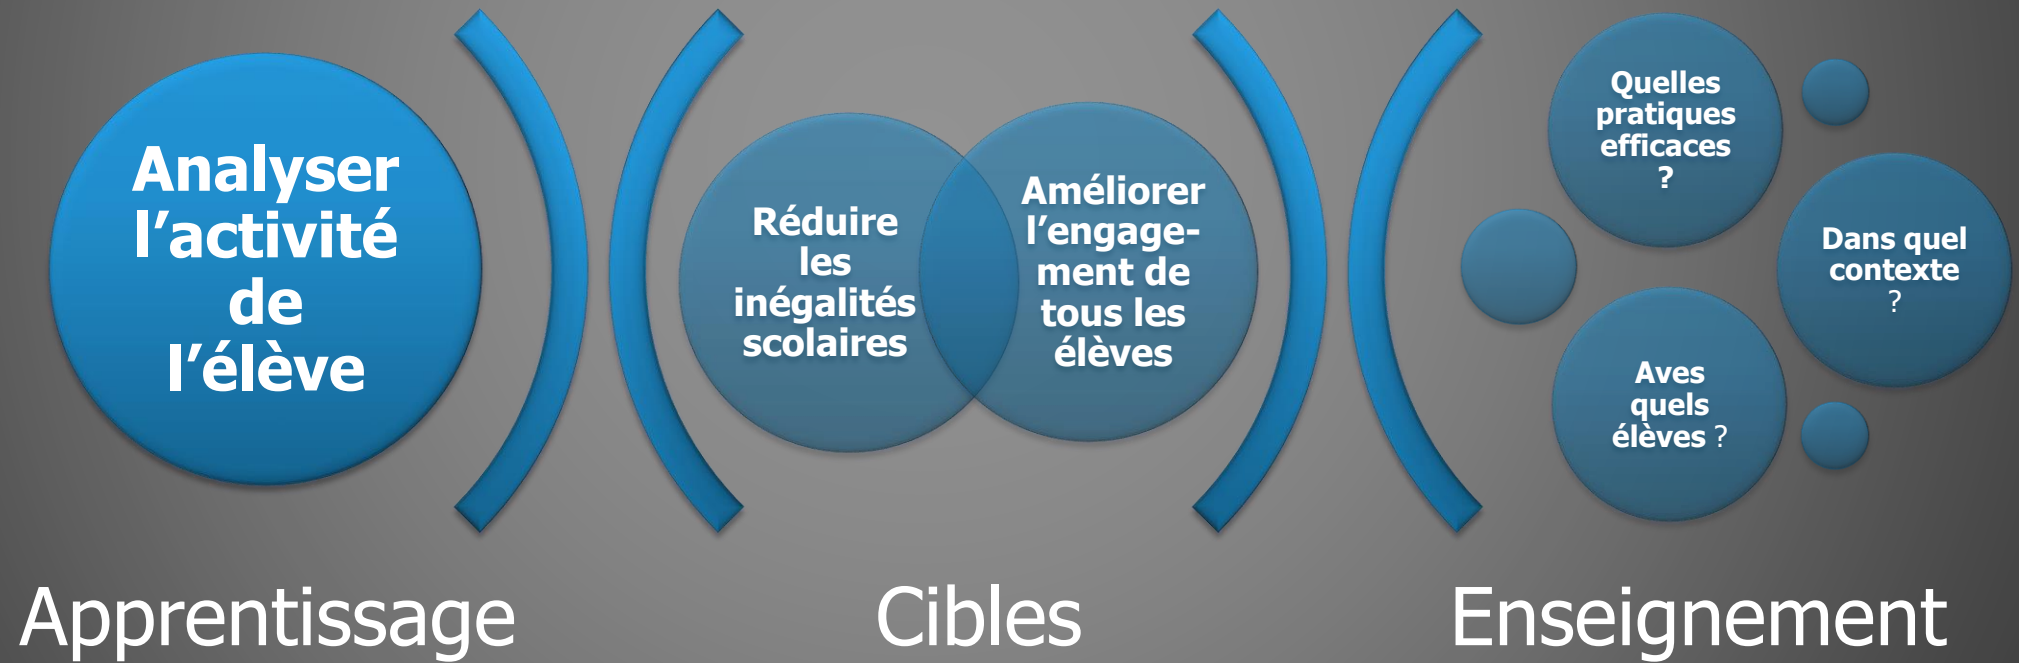 Analyser
l’activité
de
l’élève
Réduire
les
inégalités
scolaires
Améliorer
l’engage-
ment de
tous les
élèves
Quelles
pratiques
efficaces
?
Dans quel
contexte
?
Aves
quels
élèves ?
Apprentissage
Cibles
Enseignement